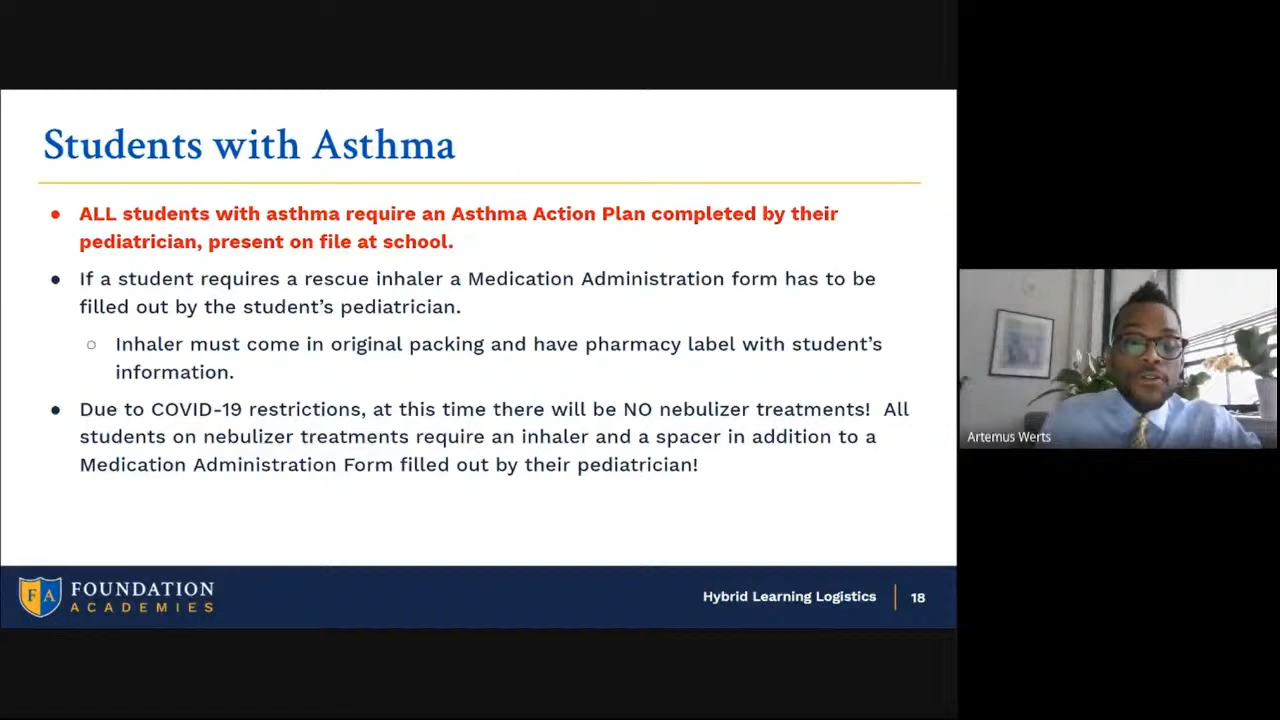 Students with Asthma
● ALL students with asthma require an Asthma Action Plan completed by their
pediatrician, present on file at school.
● If a student requires a rescue inhaler a Medication Administration form has to be
filled out by the student’s pediatrician.
○ Inhaler must come in original packing and have pharmacy label with student’s
information.
● Due to COVID-19 restrictions, at this time there will be NO nebulizer treatments!  All
students on nebulizer treatments require an inhaler and a spacer in addition to a
Medication Administration Form filled out by their pediatrician!
Artemus Werts
F A
FOUNDATION
ACADEMIES
Hybrid Learning Logistics
18